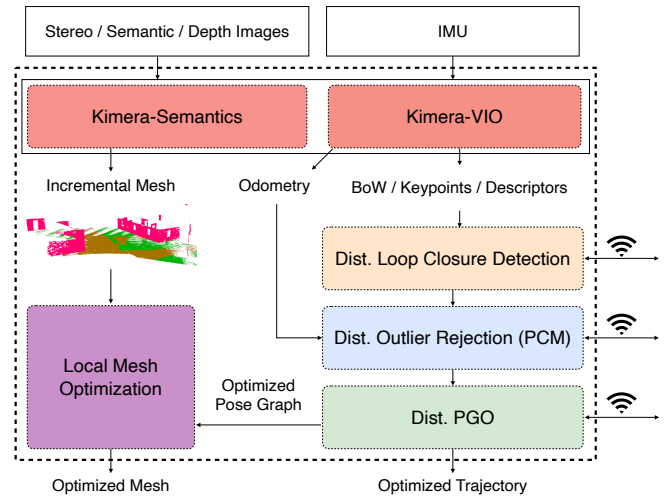 Stereo / Semantic / Depth Images
IMU
Kimera-Semantics
Kimera-VIO
Incremental Mesh
Odometry
BoW / Keypoints / Descriptors
Dist. Loop Closure Detection
Dist. Outlier Rejection (PCM)
Local Mesh
Optimization
Optimized
Pose Graph
Dist. PGO
Optimized Mesh
Optimized Trajectory